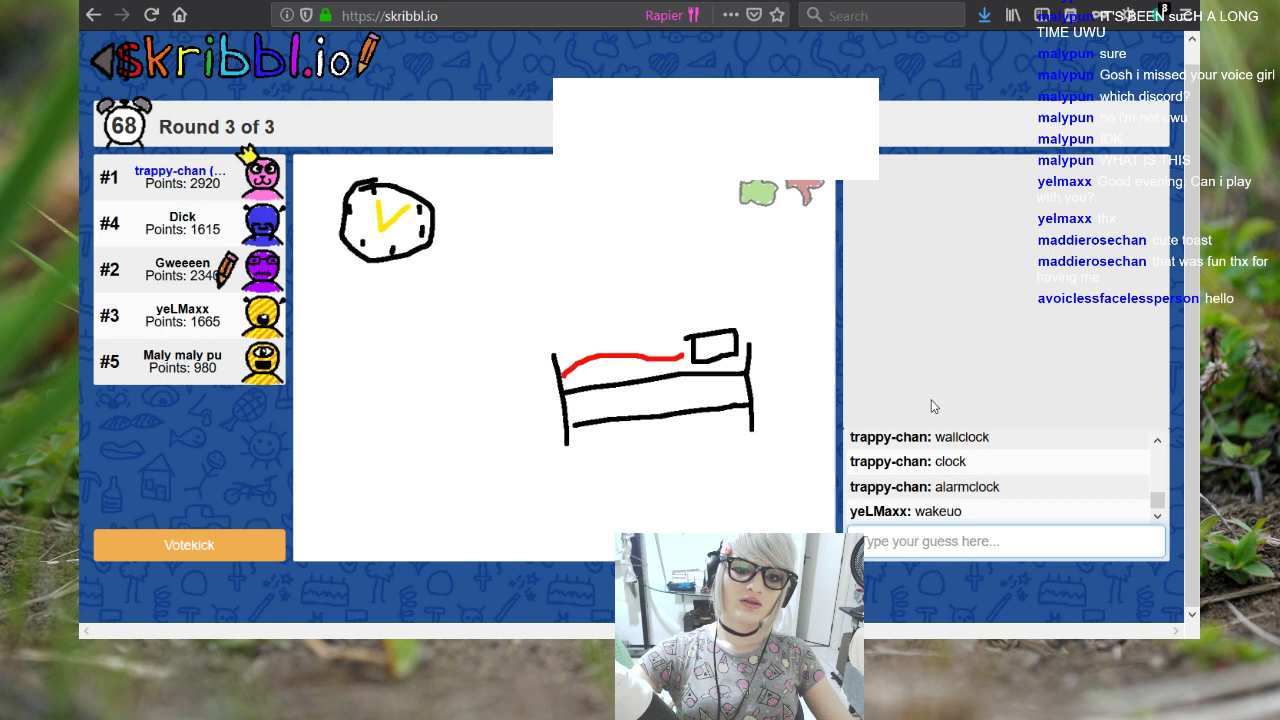 https://skribbl.io
Rapier
Search
skribbl.io
68
Round 3 of 3
#1
trappy-chan (...
Points: 2920
#4
Dick
Points: 1615
#2
Gweeeen
Points: 2340
#3
yeLMaxx
Points: 1665
#5
Maly maly pu
Points: 980
Votekick
trappy-chan: wallclock
trappy-chan: clock
trappy-chan: alarmclock
yeLMaxx: wakeuo
Type your guess here...
malypun IT'S BEEN suCH A LONG
TIME UWU
malypun sure
malypun Gosh i missed your voice girl
malypun which discord?
malypun no i'm not uwu
malypun IDK
malypun WHAT IS THIS
yelmaxx Good evening. Can i play
with you?
yelmaxx thx
maddierosechan cute toast
maddierosechan that was fun thx for
having me
avoiclessfacelessperson hello